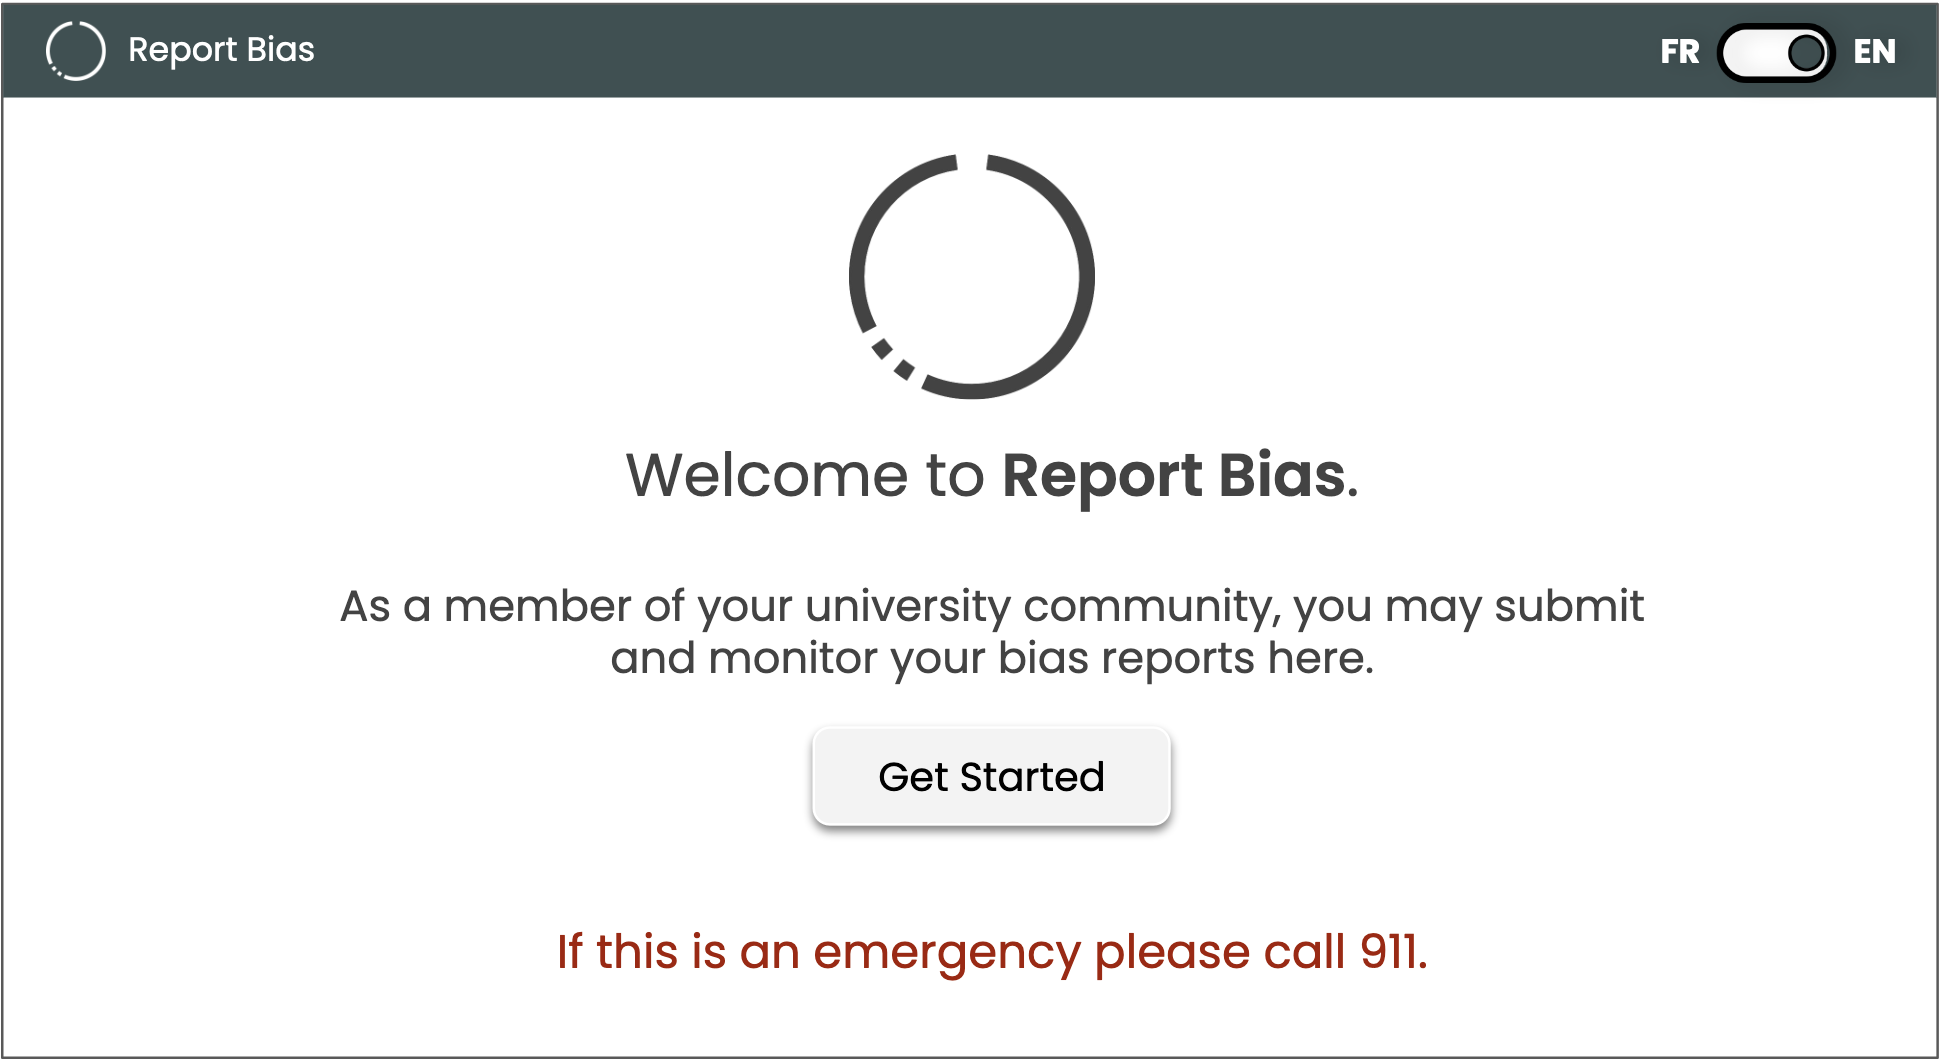 Report Bias
FR EN
Welcome to Report Bias.
As a member of your university community, you may submit
and monitor your bias reports here.
Get Started
If this is an emergency please call 911.